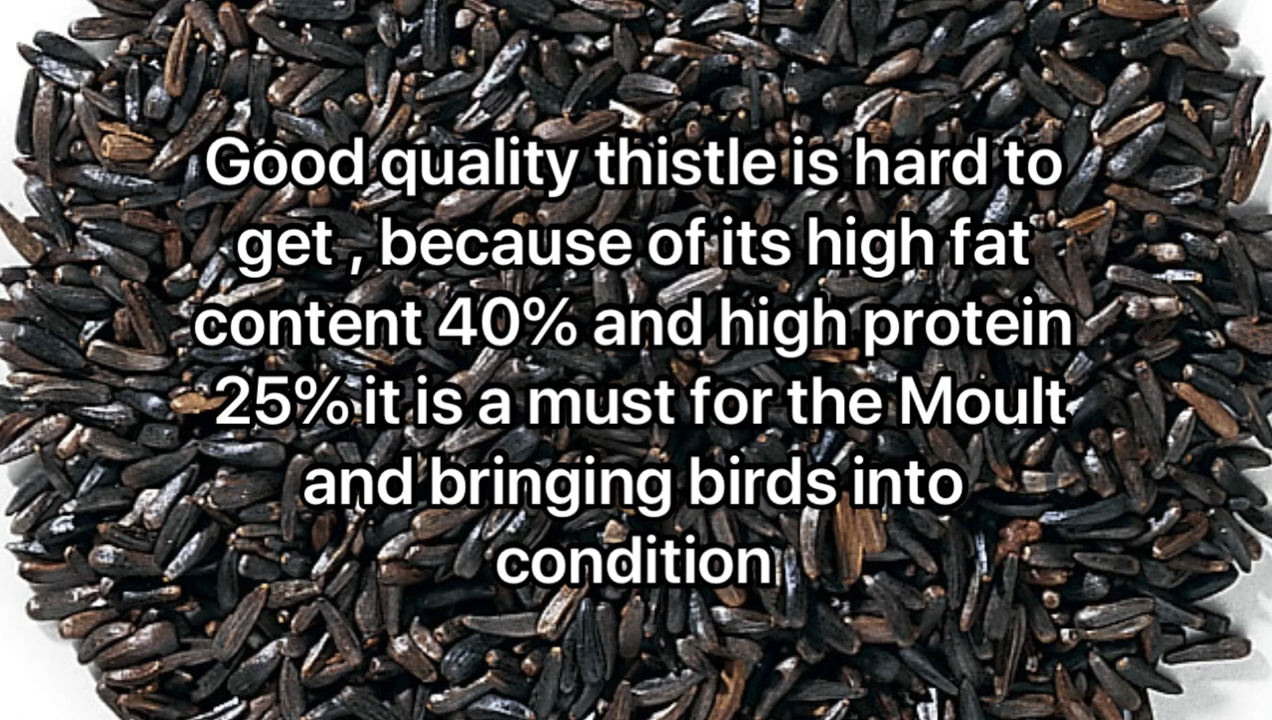 Good quality thistle is hard to
get , because of its high fat
content 40% and high protein
25% it is a must for the Moult
and bringing birds into
condition